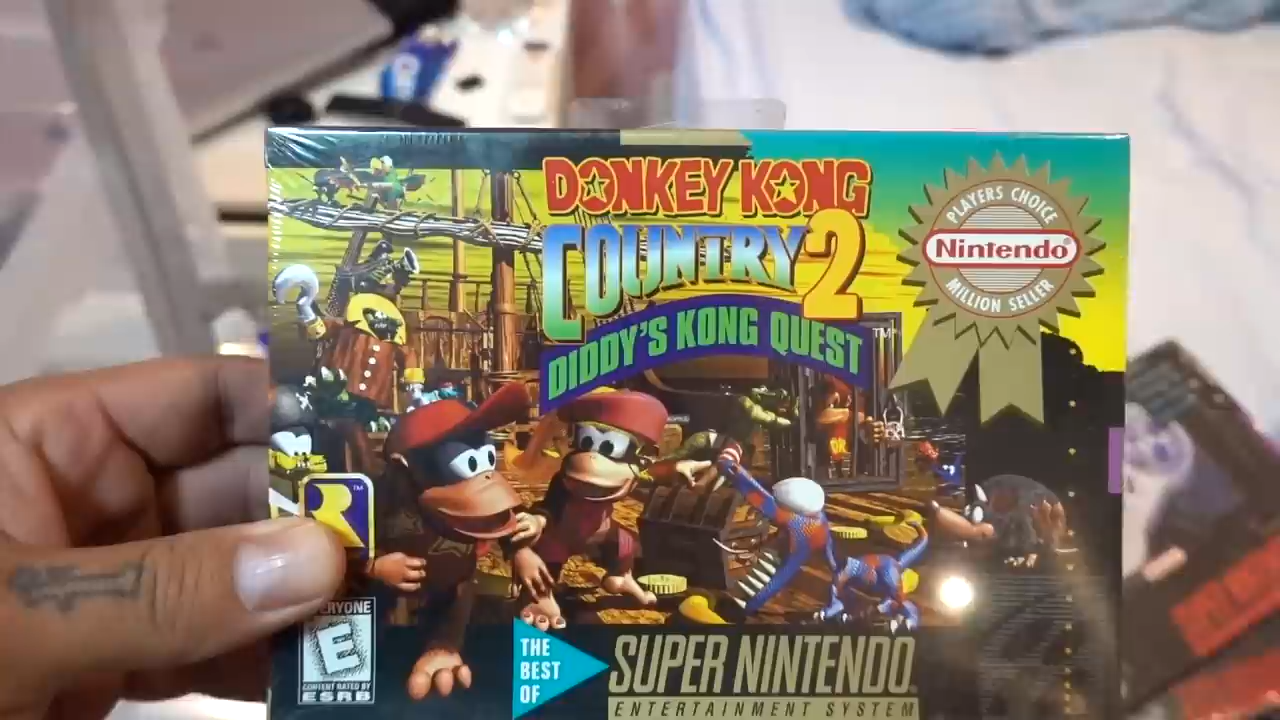 DONKEY KONG
COUNTRY 2
DIDDY'S KONG QUEST
TM
PLAYERS CHOICE
Nintendo®
MILLION SELLER
R TM
EVERYONE
E
CONTENT RATED BY
ESRB
THE
BEST
OF
SUPER NINTENDO
ENTERTAINMENT SYSTEM